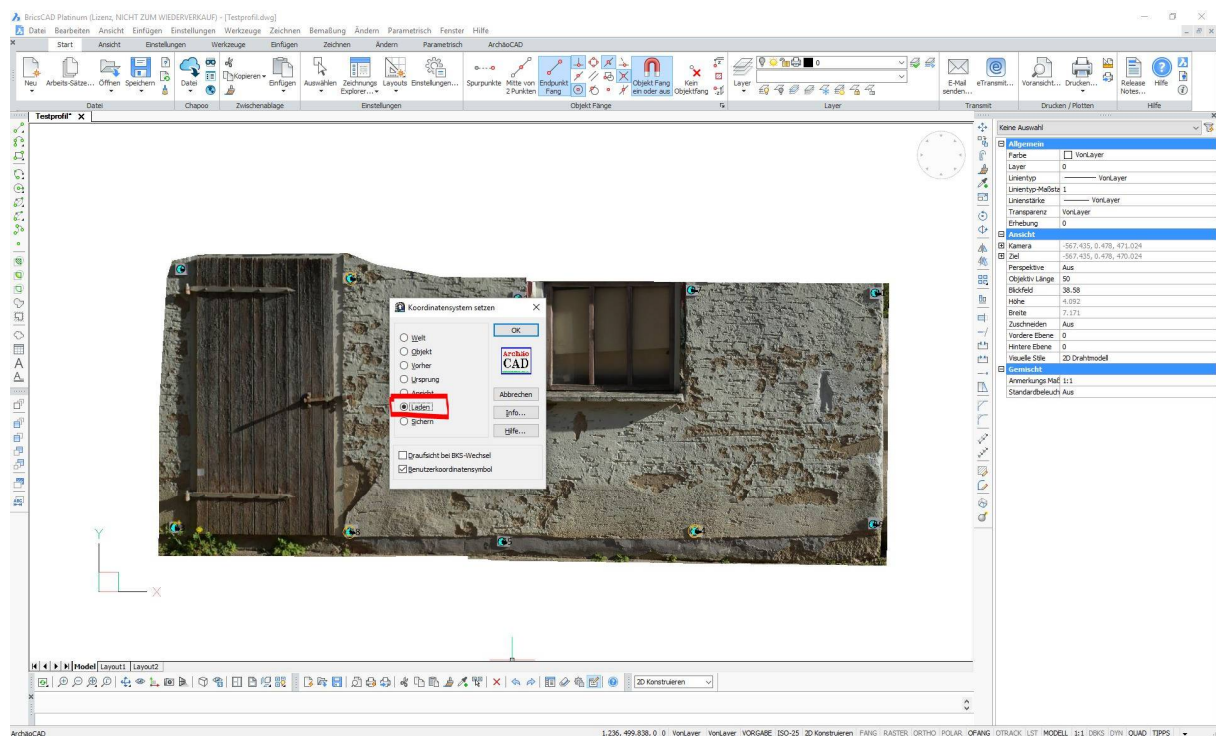 BricsCAD Platinum (Lizenz, NICHT ZUM WIEDERVERKAUF) - [Testprofil.dwg]
Datei Bearbeiten Ansicht Einfügen Einstellungen Werkzeuge Zeichnen Bemaßung Ändern Parametrisch Fenster Hilfe
Start Ansicht Einstellungen Werkzeuge Einfügen Zeichnen Ändern Parametrisch ArchäoCAD
Neu Arbeits-Sätze... Öffnen Speichern Datei Kopieren Einfügen Auswählen Zeichnungs Explorer... Layouts Einstellungen... Spurpunkte Mitte von 2 Punkten Endpunkt Fang Objekt Fang ein oder aus Kein Objektfang Layer 0 E-Mail senden... eTransmit... Voransicht... Drucken... Release Notes... Hilfe
Datei Chapoo Zwischenablage Einstellungen Objekt Fänge Layer Transmit Drucken / Plotten Hilfe
Testprofil* X
Koordinatensystem setzen
Welt
Objekt
Vorher
Ursprung
Ansicht
Laden
Sichern
OK
Archäo
CAD
Abbrechen
Info...
Hilfe...
Draufsicht bei BKS-Wechsel
Benutzerkoordinatensymbol
Y
X
Keine Auswahl
Allgemein
Farbe VonLayer
Layer 0
Linientyp VonLayer
Linientyp-Maßsta 1
Linienstärke VonLayer
Transparenz VonLayer
Erhebung 0
Ansicht
Kamera -567.435, 0.478, 471.024
Ziel -567.435, 0.478, 470.024
Perspektive Aus
Objektiv Länge 50
Blickfeld 38.58
Höhe 4.092
Breite 7.171
Zuschneiden Aus
Vordere Ebene 0
Hintere Ebene 0
Visuelle Stile 2D Drahtmodell
Gemischt
Anmerkungs Maß 1:1
Standardbeleuch Aus
Model Layout1 Layout2
2D Konstruieren
ArchäoCAD
1.236, 499.838, 0 0 VonLayer VonLayer VORGABE ISO-25 2D Konstruieren FANG RASTER ORTHO POLAR OFANG OTRACK LST MODELL 1:1 DBKS DYN QUAD TIPPS